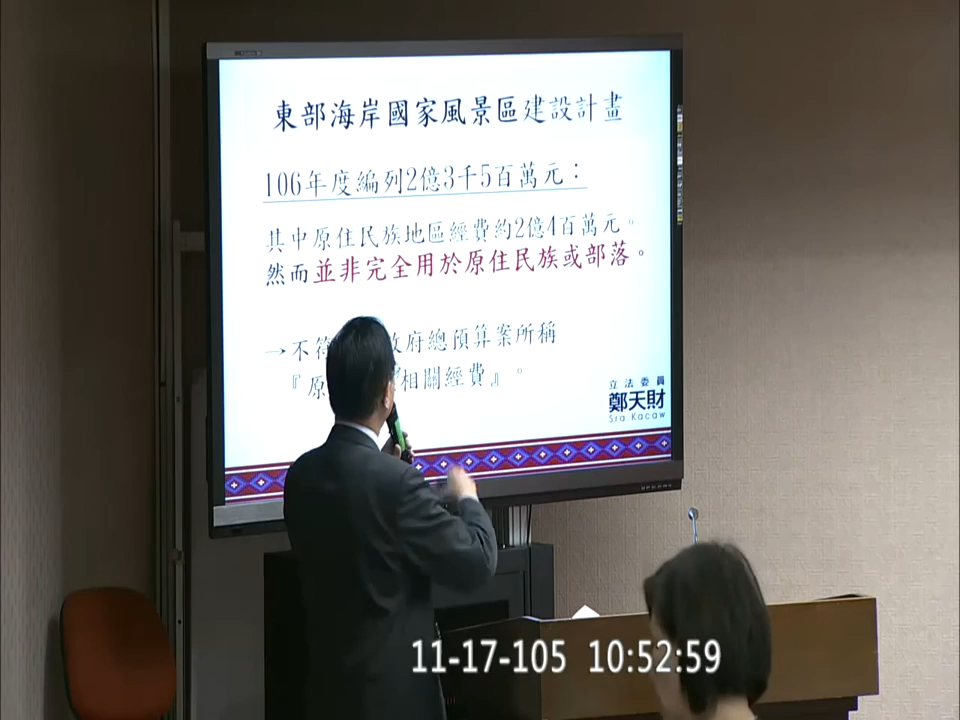 東部海岸國家風景區建設計畫
106年度編列2億3千5百萬元：
其中原住民族地區經費約2億4百萬元。
然而並非完全用於原住民族或部落。
→不符 政府總預算案所稱
『原 相關經費』。
立法委員
鄭天財
Sra Kacaw
11-17-105 10:52:59